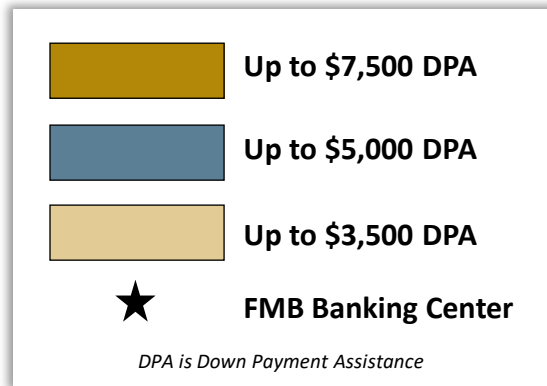 Up to $7,500 DPA
Up to $5,000 DPA
Up to $3,500 DPA
FMB Banking Center
DPA is Down Payment Assistance